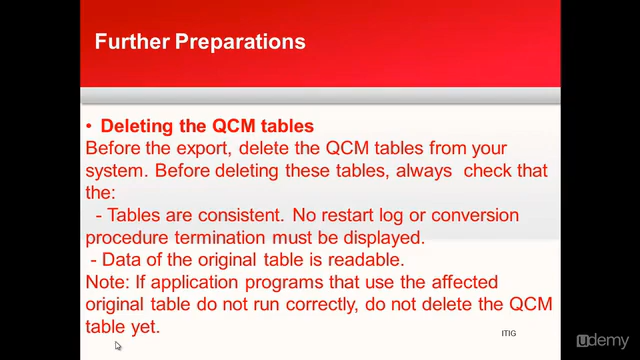 Further Preparations
• Deleting the QCM tables
Before the export, delete the QCM tables from your
system. Before deleting these tables, always check that
the:
- Tables are consistent. No restart log or conversion
procedure termination must be displayed.
- Data of the original table is readable.
Note: If application programs that use the affected
original table do not run correctly, do not delete the QCM
table yet.
ITIG
udemy